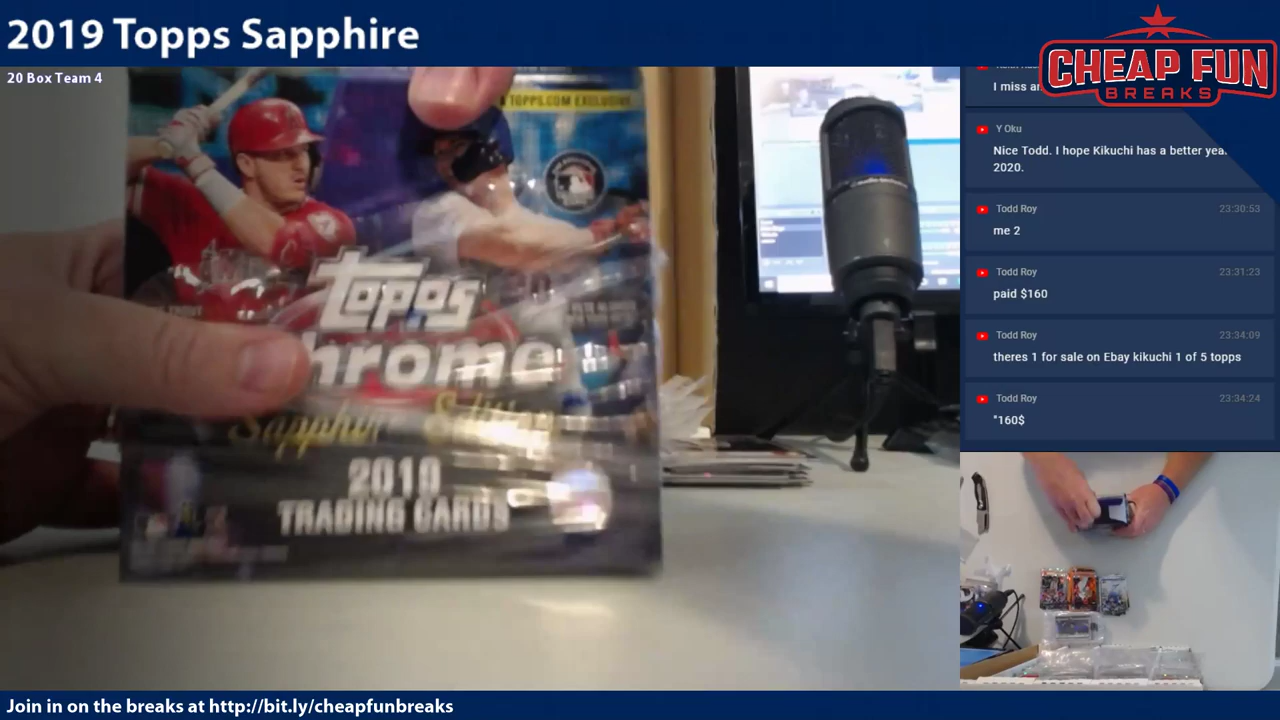 2019 Topps Sapphire
20 Box Team 4
CHEAP FUN
BREAKS
TOPPS.COM EXCLUSIVE
Topps
Chrome
Sapphire Edition
2019
TRADING CARDS
I miss
Y Oku
Nice Todd. I hope Kikuchi has a better
2020.
Todd Roy 23:30:53
me 2
Todd Roy 23:31:23
paid $160
Todd Roy 23:34:09
theres 1 for sale on Ebay kikuchi 1 of 5 topps
Todd Roy 23:34:24
*160$
Join in on the breaks at http://bit.ly/cheapfunbreaks